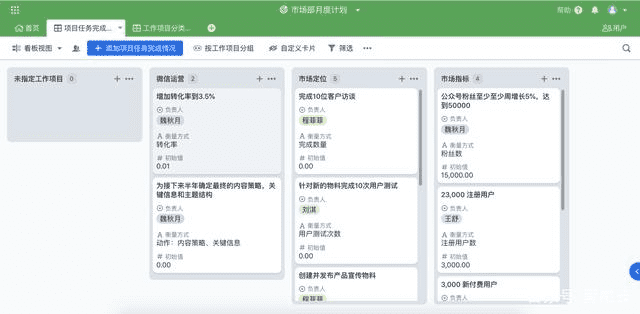 市场部月度计划
帮助
首页
项目任务完成...
工作项目分类...
用户
看板视图
添加项目任务完成情况
按工作项目分组
自定义卡片
筛选
未指定工作项目 0
微信运营 2
增加转化率到3.5%
负责人
魏秋月
衡量方式
转化率
初始值
0.01
为接下来半年确定最终的内容策略，关
键信息和主题结构
负责人
魏秋月
衡量方式
动作：内容策略、关键信息
初始值
0.00
市场定位 5
完成10位客户访谈
负责人
程菲菲
衡量方式
完成数量
初始值
0.00
针对新的物料完成10次用户测试
负责人
刘淇
衡量方式
用户测试次数
初始值
0.00
创建并发布产品宣传物料
负责人
程菲菲
市场指标 4
公众号粉丝至少至少周增长5%，达
到50000
负责人
魏秋月
衡量方式
粉丝数
初始值
15,000.00
23,000 注册用户
负责人
王舒
衡量方式
注册用户数
初始值
3,000.00
3,000 新付费用户